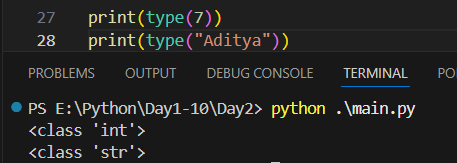 27 print(type(7))
28 print(type("Aditya"))
PROBLEMS OUTPUT DEBUG CONSOLE TERMINAL PO
PS E:\Python\Day1-10\Day2> python .\main.py
<class 'int'>
<class 'str'>